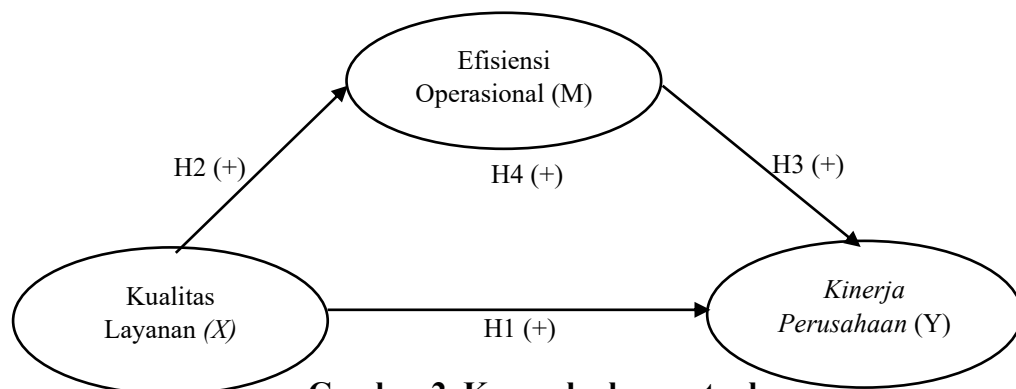 Efisiensi
Operasional (M)
H2 (+)
H4 (+)
H3 (+)
Kualitas
Layanan (X)
H1 (+)
Kinerja
Perusahaan (Y)